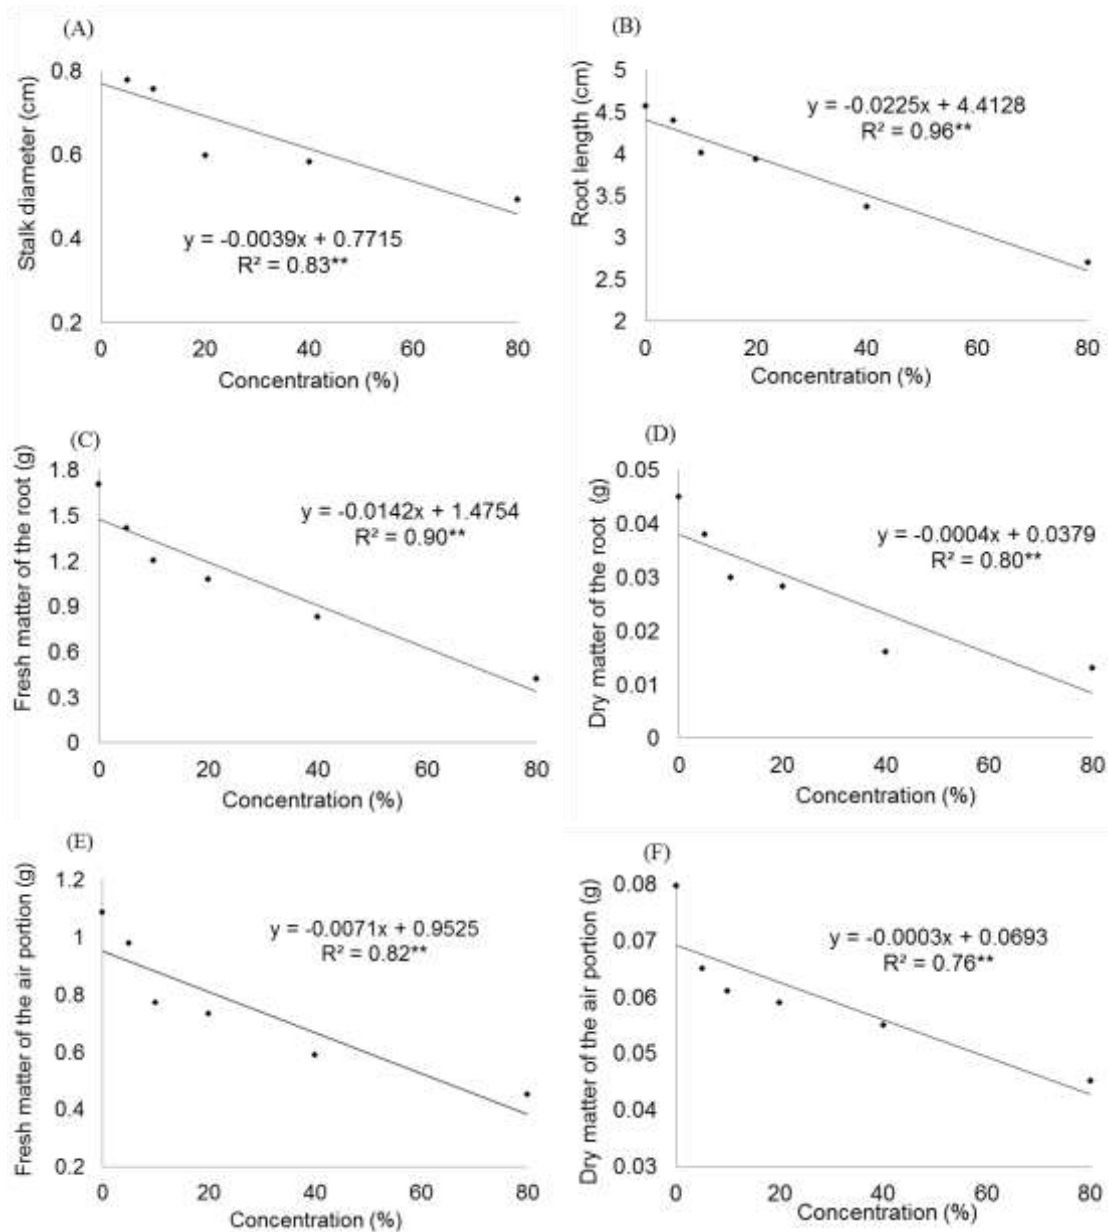 (A)
Stalk diameter (cm)
0.8
0.6
0.4
0.2
y = -0.0039x + 0.7715
R² = 0.83**
0 20 40 60 80
Concentration (%)
(B)
Root length (cm)
5
4.5
4
3.5
3
2.5
2
y = -0.0225x + 4.4128
R² = 0.96**
0 20 40 60 80
Concentration (%)
(C)
Fresh matter of the root (g)
1.8
1.5
1.2
0.9
0.6
0.3
0
y = -0.0142x + 1.4754
R² = 0.90**
0 20 40 60 80
Concentration (%)
(D)
Dry matter of the root (g)
0.05
0.04
0.03
0.02
0.01
0
y = -0.0004x + 0.0379
R² = 0.80**
0 20 40 60 80
Concentration (%)
(E)
Fresh matter of the air portion (g)
1.2
1
0.8
0.6
0.4
0.2
y = -0.0071x + 0.9525
R² = 0.82**
0 20 40 60 80
Concentration (%)
(F)
Dry matter of the air portion (g)
0.08
0.07
0.06
0.05
0.04
0.03
y = -0.0003x + 0.0693
R² = 0.76**
0 20 40 60 80
Concentration (%)